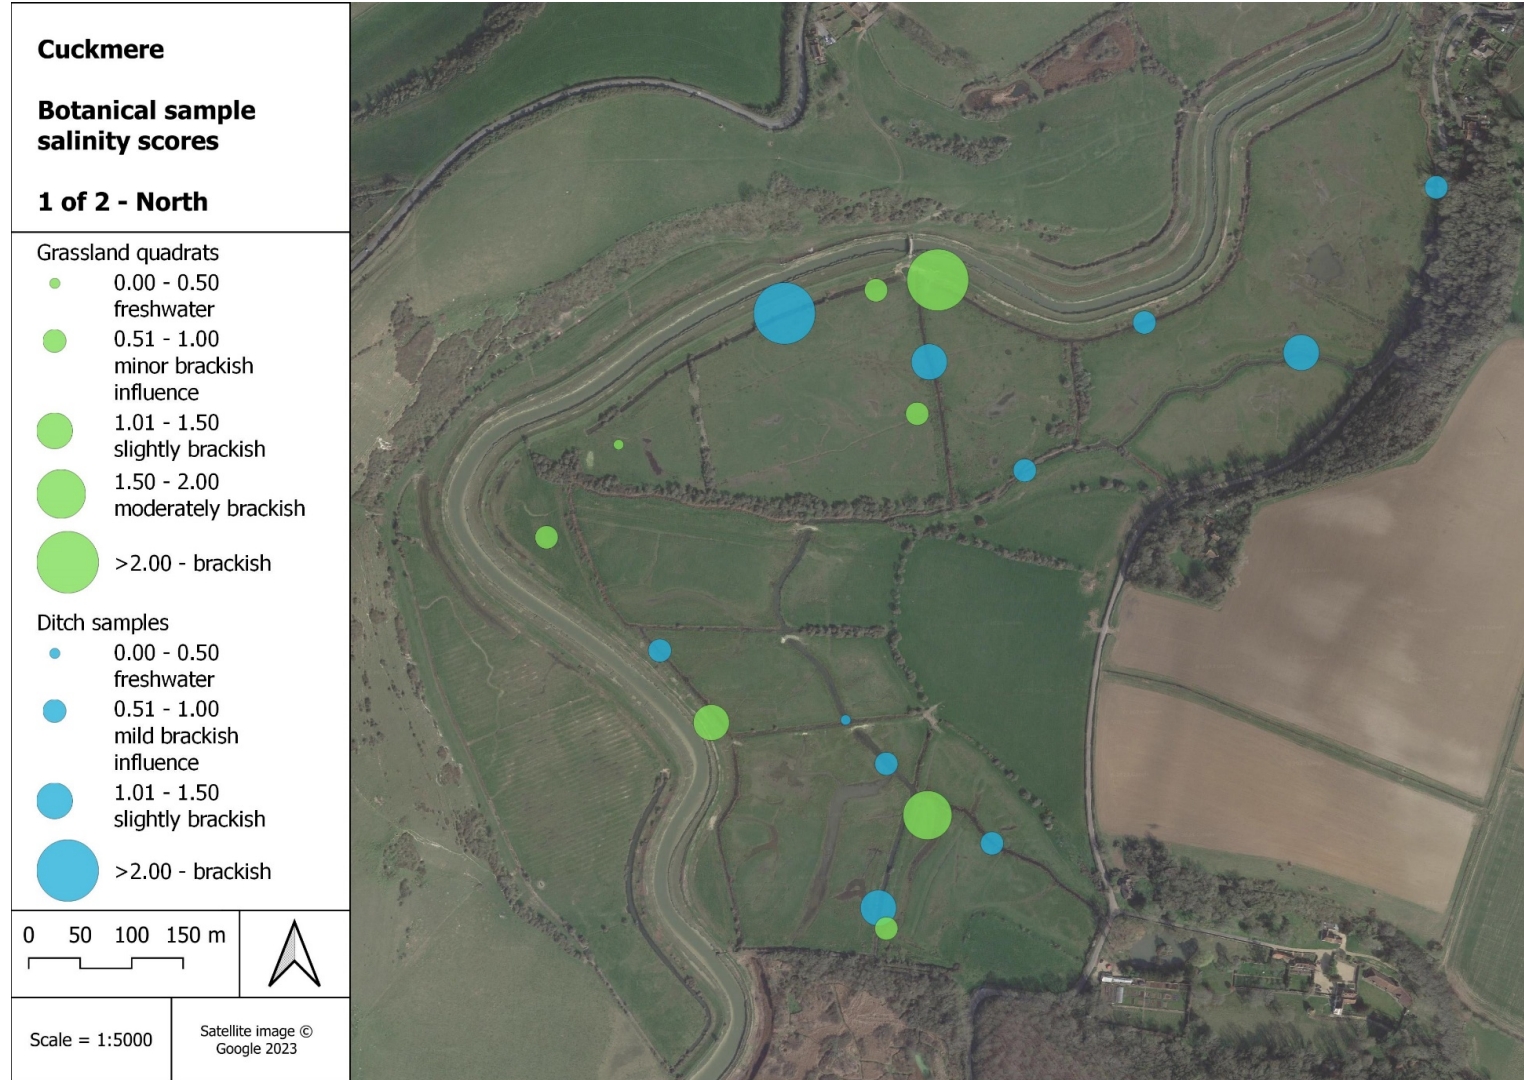 Cuckmere
Botanical sample
salinity scores
1 of 2 - North
Grassland quadrats
0.00 - 0.50
freshwater
0.51 - 1.00
minor brackish
influence
1.01 - 1.50
slightly brackish
1.50 - 2.00
moderately brackish
>2.00 - brackish
Ditch samples
0.00 - 0.50
freshwater
0.51 - 1.00
mild brackish
influence
1.01 - 1.50
slightly brackish
>2.00 - brackish
0 50 100 150 m
Scale = 1:5000
Satellite image ©
Google 2023